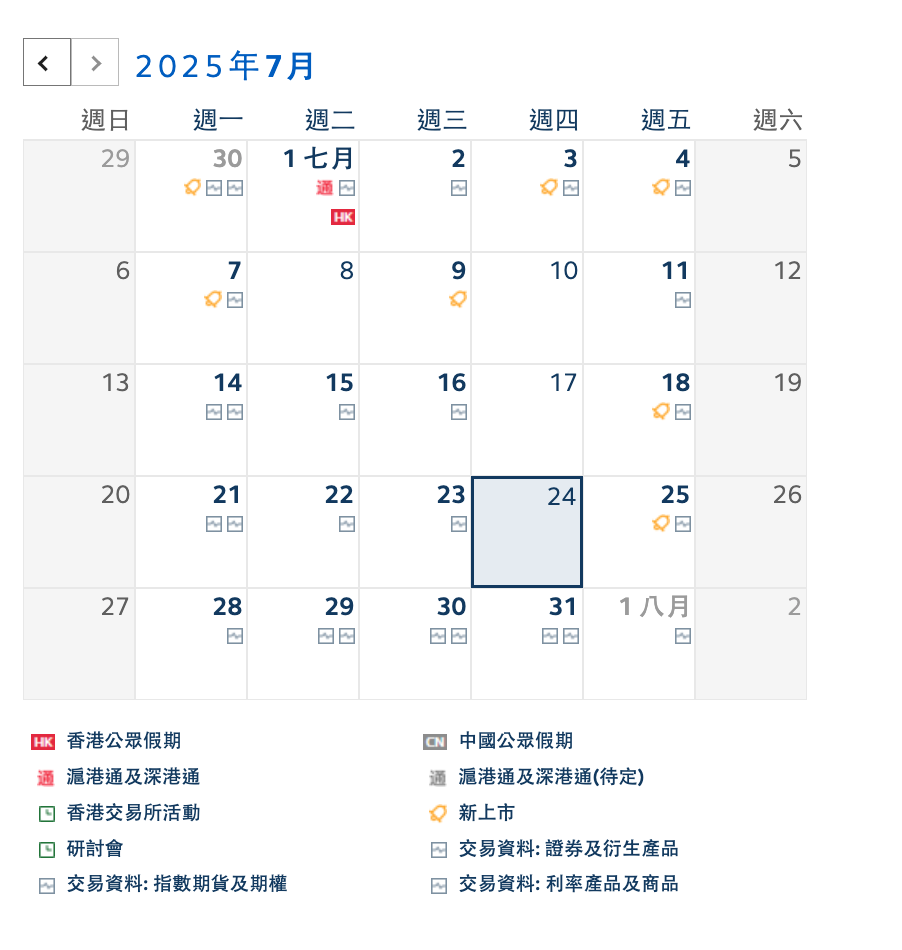 2025年7月
週日 週一 週二 週三 週四 週五 週六
29 30 1 七月 2 3 4 5
通
HK
6 7 8 9 10 11 12
13 14 15 16 17 18 19
20 21 22 23 24 25 26
27 28 29 30 31 1 八月 2
HK 香港公眾假期 CN 中國公眾假期
通 滬港通及深港通 通 滬港通及深港通(待定)
香港交易所活動 新上市
研討會 交易資料: 證券及衍生產品
交易資料: 指數期貨及期權 交易資料: 利率產品及商品